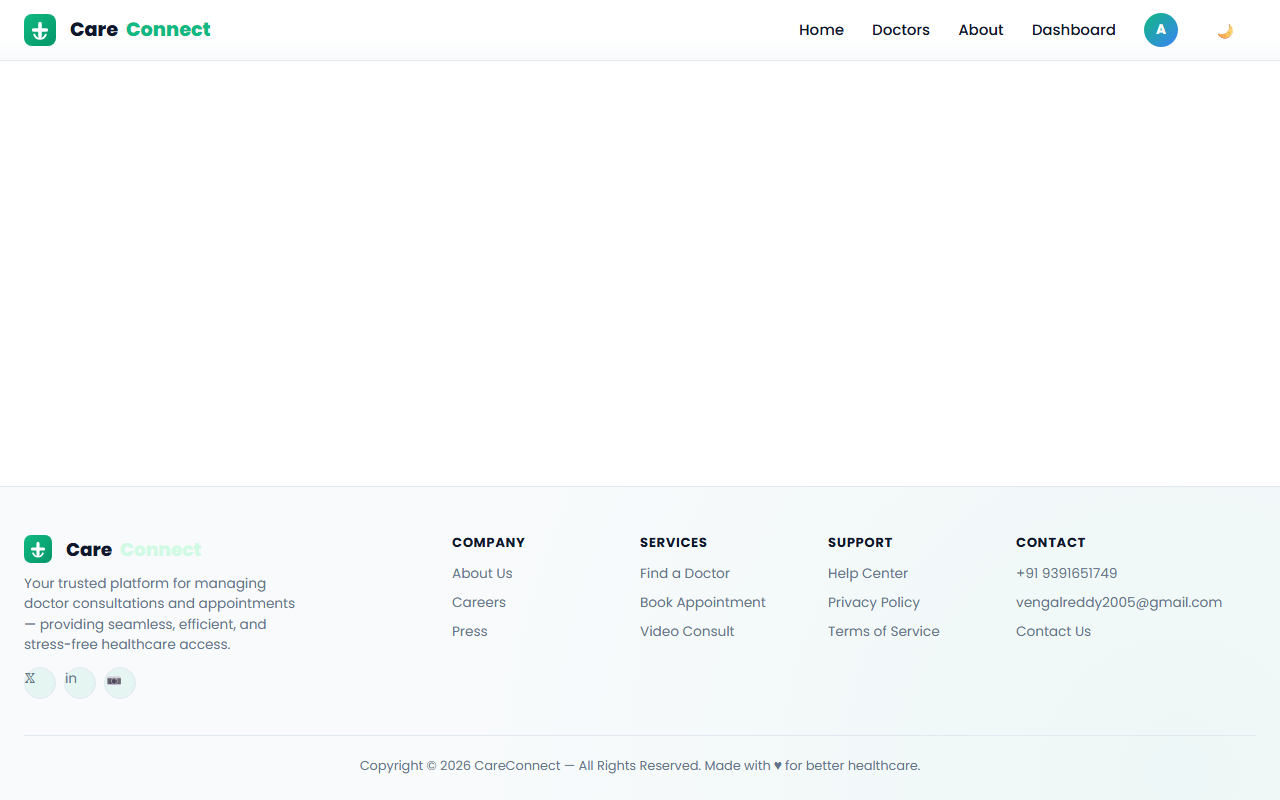 Care Connect
Home Doctors About Dashboard A
Care Connect
Your trusted platform for managing
doctor consultations and appointments
— providing seamless, efficient, and
stress-free healthcare access.
𝕏 in
COMPANY
About Us
Careers
Press
SERVICES
Find a Doctor
Book Appointment
Video Consult
SUPPORT
Help Center
Privacy Policy
Terms of Service
CONTACT
+91 9391651749
vengalreddy2005@gmail.com
Contact Us
Copyright © 2026 CareConnect — All Rights Reserved. Made with ♥ for better healthcare.